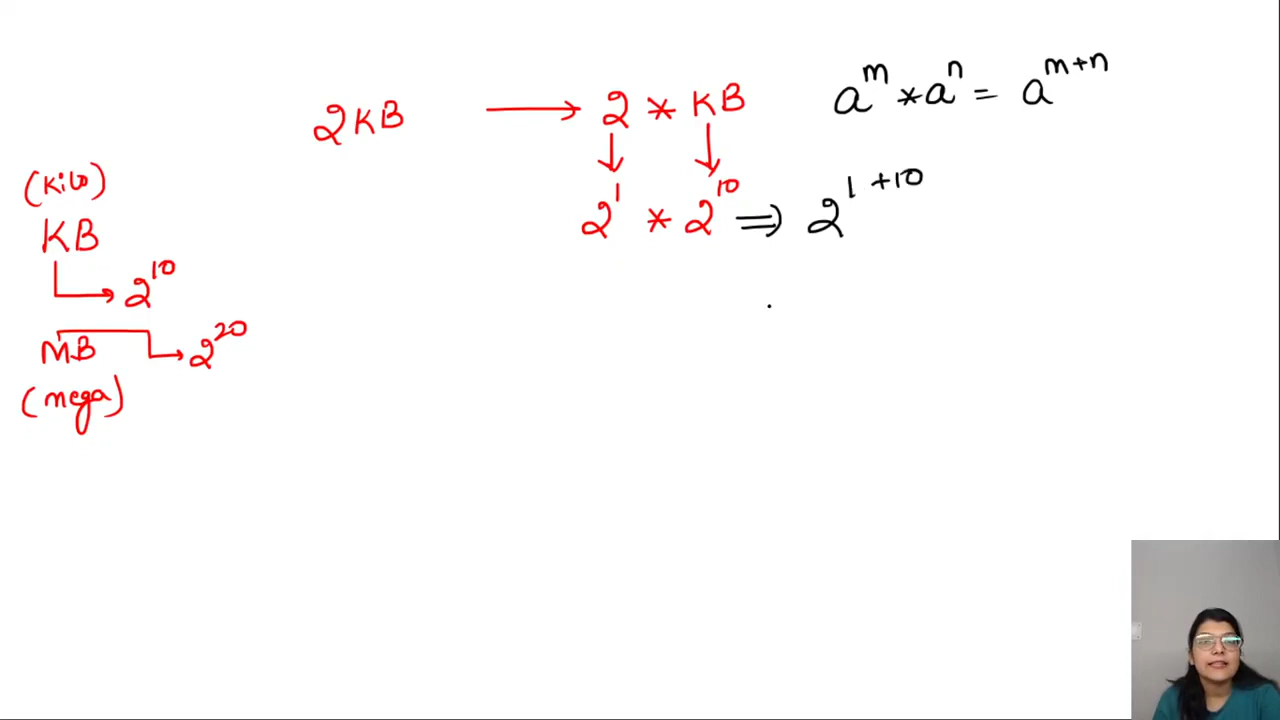 2KB → 2 * KB
a^m * a^n = a^{m+n}
2^1 * 2^10 ⇒ 2^{1+10}
(Kilo)
KB
→ 2^10
MB → 2^20
(mega)